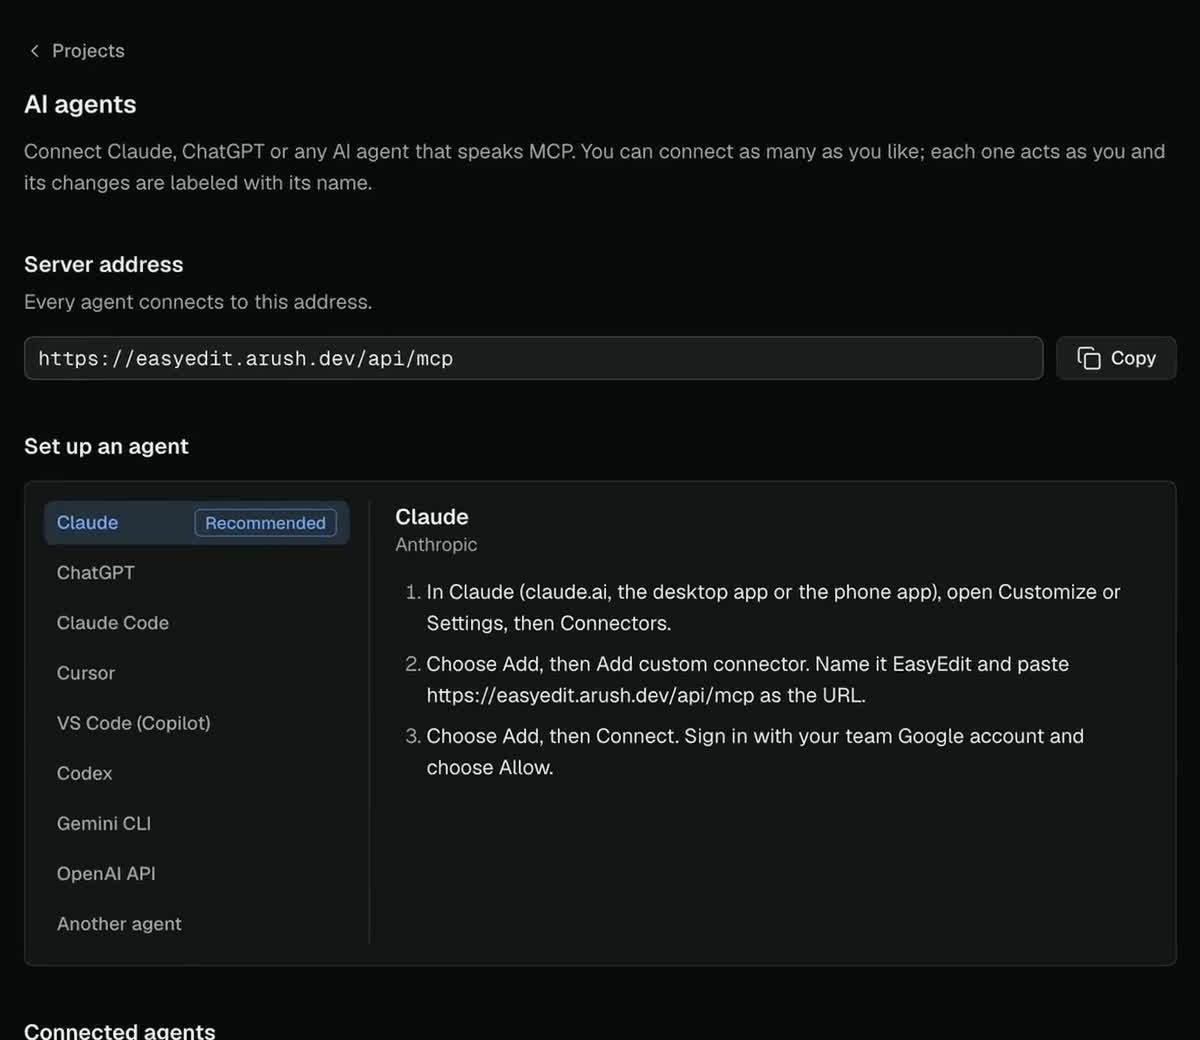 Projects
AI agents
Connect Claude, ChatGPT or any AI agent that speaks MCP. You can connect as many as you like; each one acts as you and
its changes are labeled with its name.
Server address
Every agent connects to this address.
https://easyedit.arush.dev/api/mcp
Copy
Set up an agent
Claude
Recommended
ChatGPT
Claude Code
Cursor
VS Code (Copilot)
Codex
Gemini CLI
OpenAI API
Another agent
Claude
Anthropic
1. In Claude (claude.ai, the desktop app or the phone app), open Customize or
Settings, then Connectors.
2. Choose Add, then Add custom connector. Name it EasyEdit and paste
https://easyedit.arush.dev/api/mcp as the URL.
3. Choose Add, then Connect. Sign in with your team Google account and
choose Allow.
Connected agents